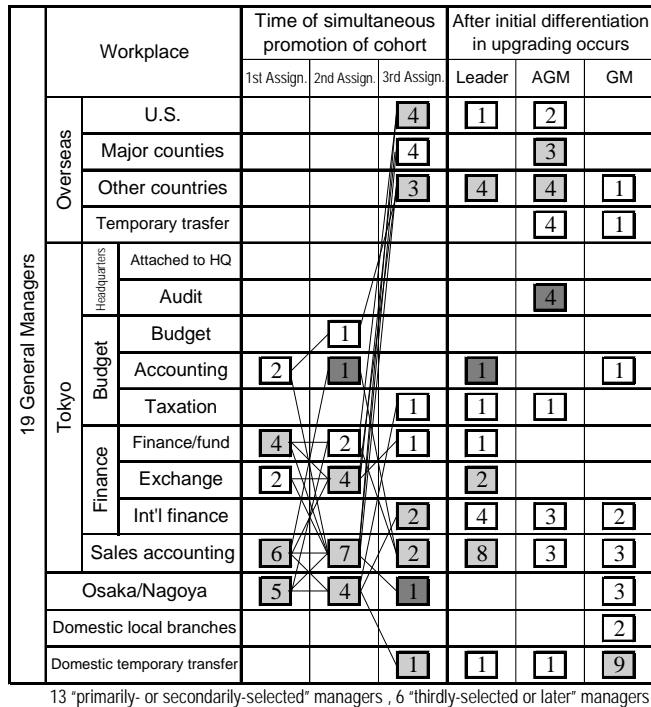 Workplace
Time of simultaneous promotion of cohort
After initial differentiation in upgrading occurs
1st Assign. 2nd Assign. 3rd Assign. Leader AGM GM
19 General Managers
Overseas
U.S. 4 1 2
Major counties 4 3
Other countries 3 4 4 1
Temporary trasfer 4 1
Tokyo
Headquarters
Attached to HQ
Audit 4
Budget
Budget 1
Accounting 2 1 1 1
Taxation 1 1 1
Finance
Finance/fund 4 2 1 1
Exchange 2 4 2
Int'l finance 2 4 3 2
Sales accounting 6 7 2 8 3 3
Osaka/Nagoya 5 4 1 3
Domestic local branches 2
Domestic temporary transfer 1 1 1 9
13 “primarily- or secondarily-selected” managers , 6 “thirdly-selected or later” managers